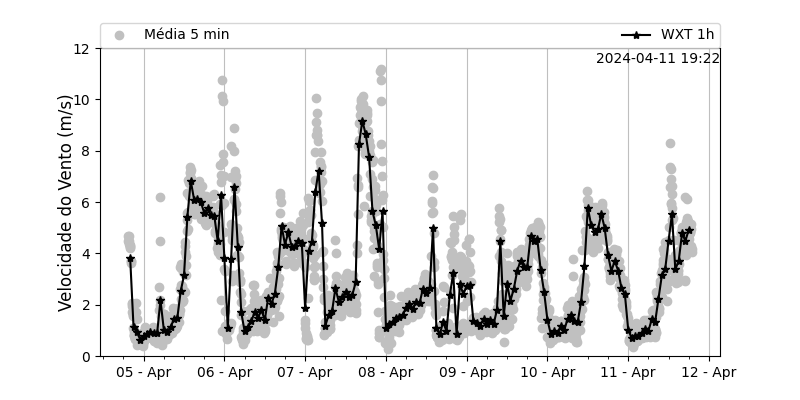 Média 5 min
WXT 1h
2024-04-11 19:22
Velocidade do Vento (m/s)
12
10
8
6
4
2
0
05 - Apr 06 - Apr 07 - Apr 08 - Apr 09 - Apr 10 - Apr 11 - Apr 12 - Apr